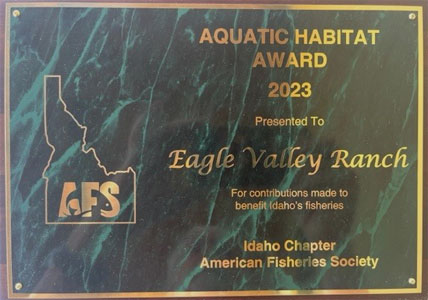 AQUATIC HABITAT
AWARD
2023
Presented To
Eagle Valley Ranch
For contributions made to
benefit Idaho's fisheries
AFS
Idaho Chapter
American Fisheries Society